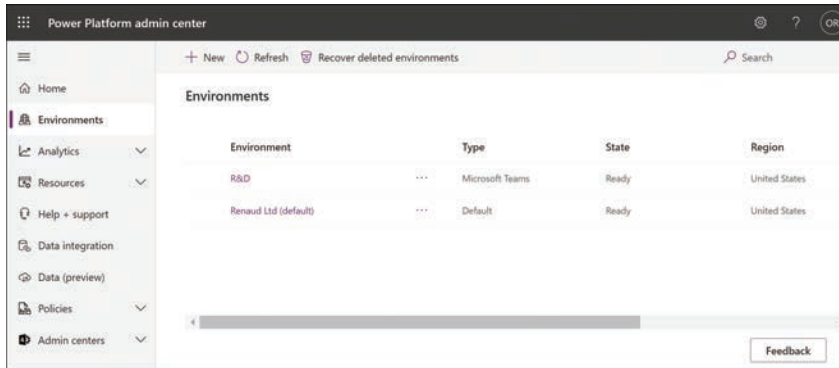 Power Platform admin center
?
OR
New Refresh Recover deleted environments Search
Home
Environments
Analytics
Resources
Help + support
Data integration
Data (preview)
Policies
Admin centers
Environments
Environment Type State Region
R&D ... Microsoft Teams Ready United States
Renaud Ltd (default) ... Default Ready United States
Feedback